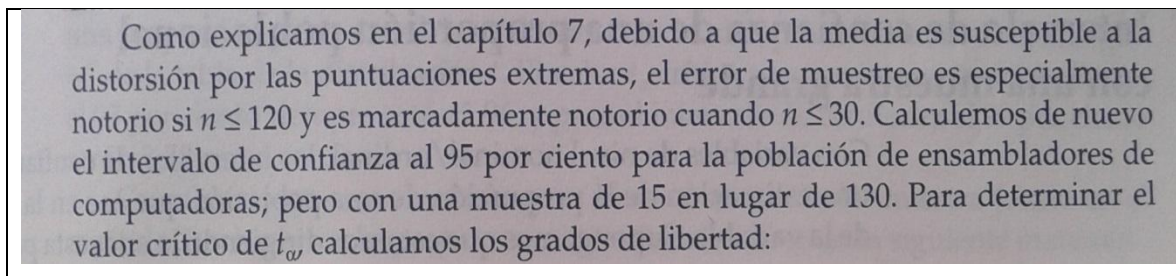 Como explicamos en el capítulo 7, debido a que la media es susceptible a la
distorsión por las puntuaciones extremas, el error de muestreo es especialmente
notorio si n ≤ 120 y es marcadamente notorio cuando n ≤ 30. Calculemos de nuevo
el intervalo de confianza al 95 por ciento para la población de ensambladores de
computadoras; pero con una muestra de 15 en lugar de 130. Para determinar el
valor crítico de tα, calculamos los grados de libertad: